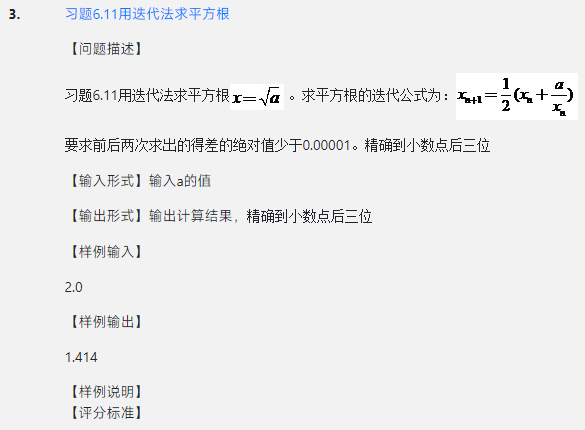 3. 习题6.11用迭代法求平方根
【问题描述】
习题6.11用迭代法求平方根 x=√a 。求平方根的迭代公式为： xₙ₊₁=1/2(xₙ+a/xₙ)
要求前后两次求出的得差的绝对值少于0.00001。精确到小数点后三位
【输入形式】输入a的值
【输出形式】输出计算结果，精确到小数点后三位
【样例输入】
2.0
【样例输出】
1.414
【样例说明】
【评分标准】